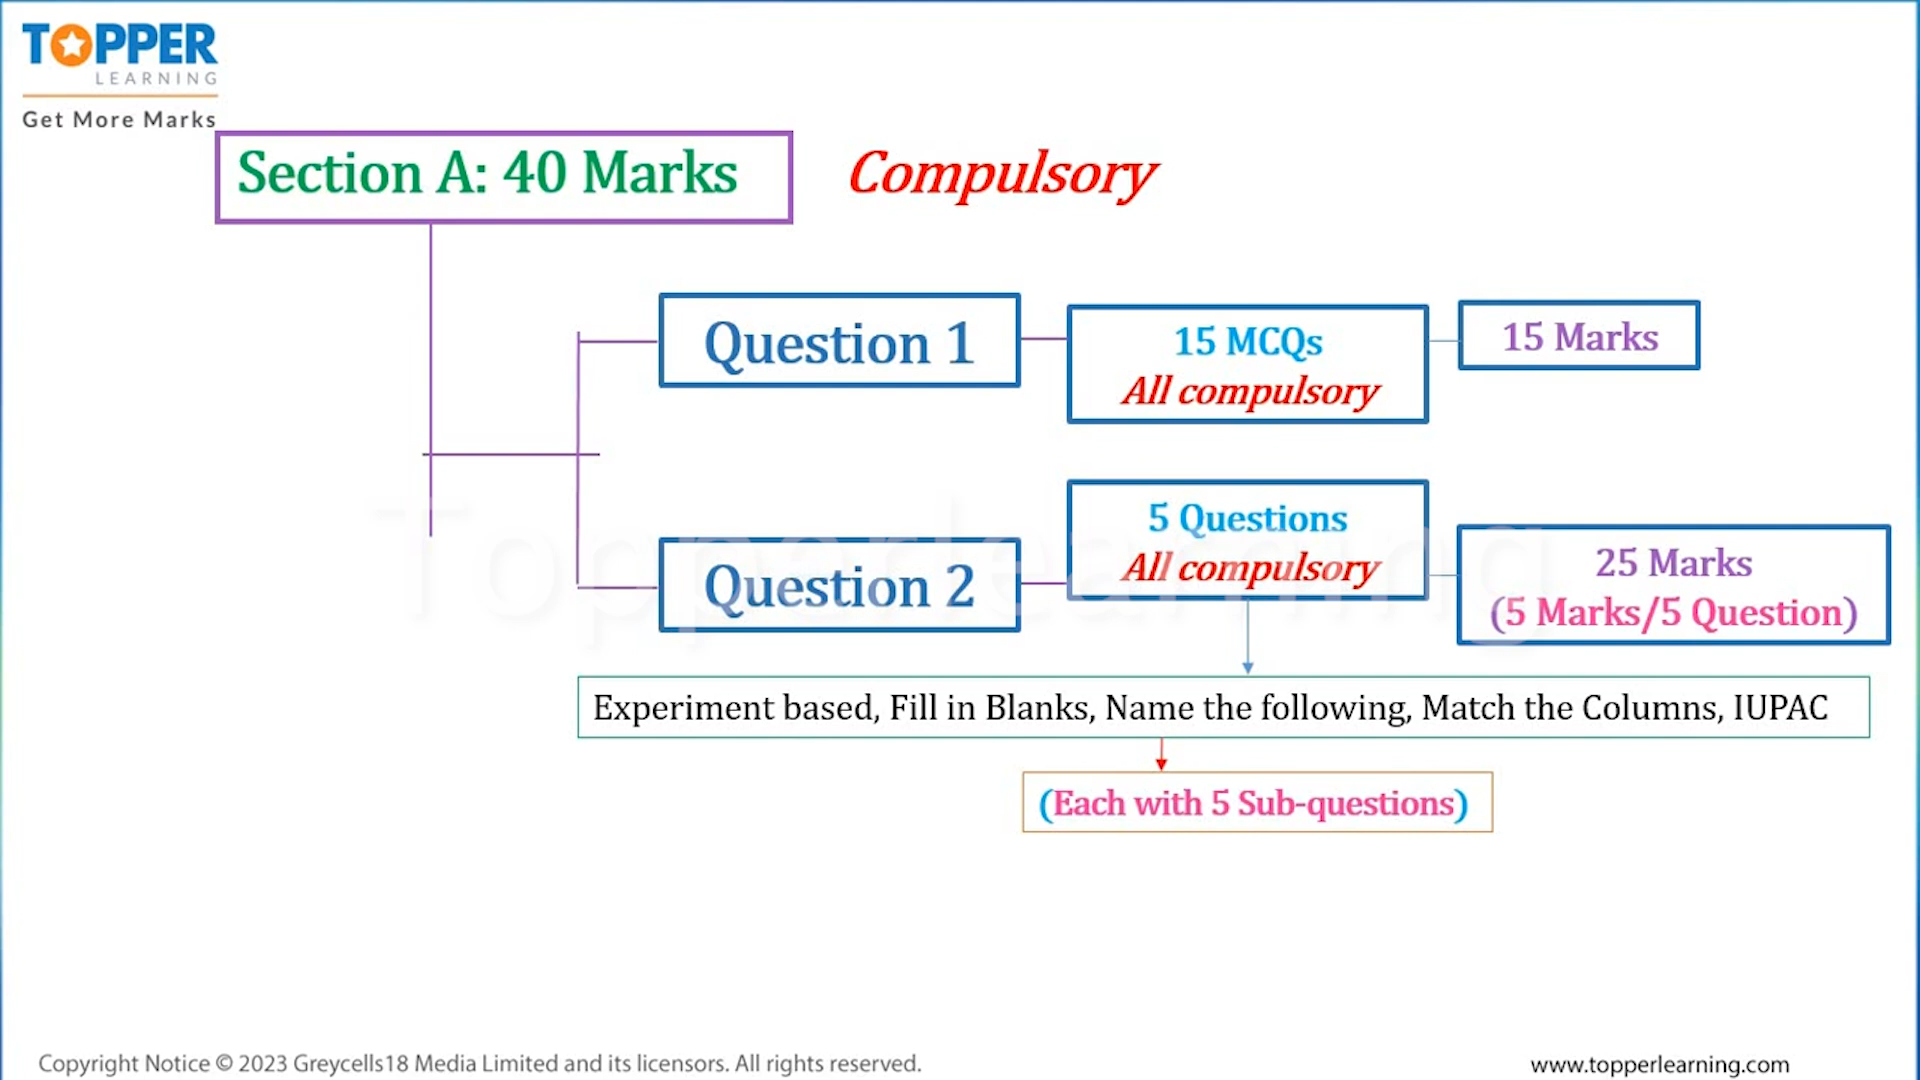 TOPPER
LEARNING
Get More Marks
Section A: 40 Marks
Compulsory
Question 1
15 MCQs
All compulsory
15 Marks
Question 2
5 Questions
All compulsory
25 Marks
(5 Marks/5 Question)
Topperlearning
Experiment based, Fill in Blanks, Name the following, Match the Columns, IUPAC
(Each with 5 Sub-questions)
Copyright Notice © 2023 Greycells18 Media Limited and its licensors. All rights reserved.
www.topperlearning.com